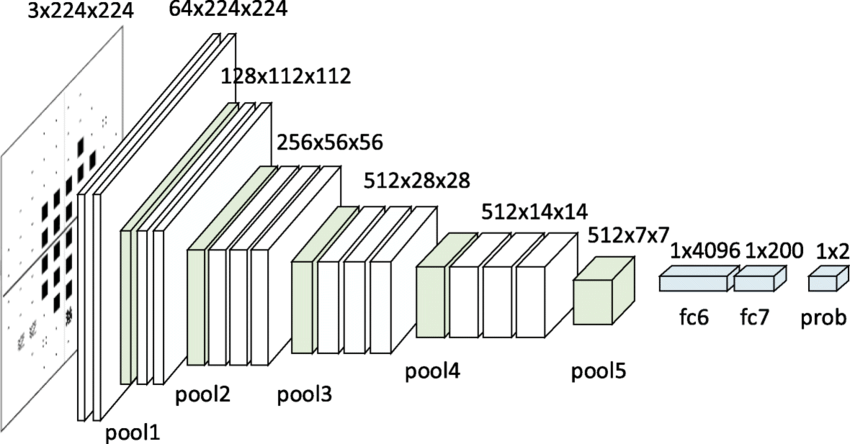 3x224x224
64x224x224
128x112x112
256x56x56
512x28x28
512x14x14
512x7x7
1x4096
1x200
1x2
fc6
fc7
prob
pool1
pool2
pool3
pool4
pool5